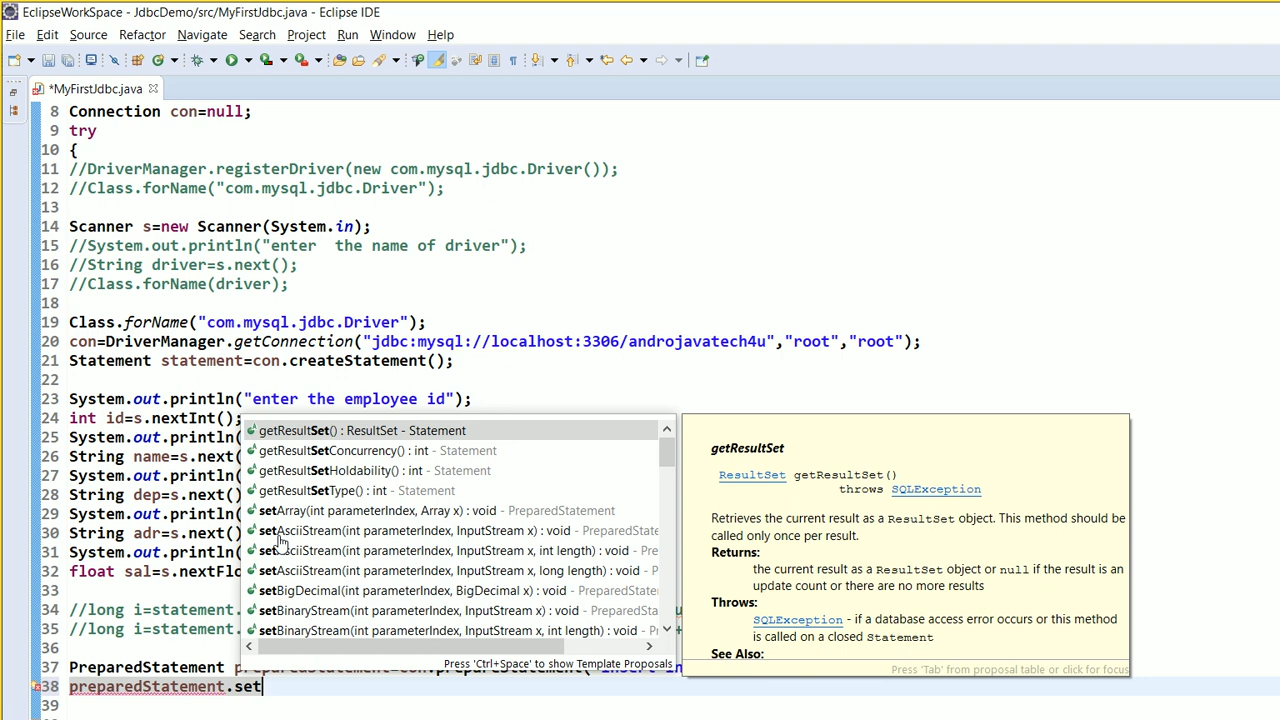 EclipseWorkSpace - JdbcDemo/src/MyFirstJdbc.java - Eclipse IDE
File Edit Source Refactor Navigate Search Project Run Window Help
*MyFirstJdbc.java
8 Connection con=null;
9 try
10 {
11 //DriverManager.registerDriver(new com.mysql.jdbc.Driver());
12 //Class.forName("com.mysql.jdbc.Driver");
13
14 Scanner s=new Scanner(System.in);
15 //System.out.println("enter  the name of driver");
16 //String driver=s.next();
17 //Class.forName(driver);
18
19 Class.forName("com.mysql.jdbc.Driver");
20 con=DriverManager.getConnection("jdbc:mysql://localhost:3306/androjavatech4u","root","root");
21 Statement statement=con.createStatement();
22
23 System.out.println("enter the employee id");
24 int id=s.nextInt();
25 System.out.println(
26 String name=s.next(
27 System.out.println(
28 String dep=s.next()
29 System.out.println(
30 String adr=s.next()
31 System.out.println(
32 float sal=s.nextFlo
33
34 //long i=statement.
35 //long i=statement.
36
37 PreparedStatement preparedStatement=con.prepareStatement("insert in
38 preparedStatement.set
39
getResultSet() : ResultSet - Statement
getResultSetConcurrency() : int - Statement
getResultSetHoldability() : int - Statement
getResultSetType() : int - Statement
setArray(int parameterIndex, Array x) : void - PreparedStatement
setAsciiStream(int parameterIndex, InputStream x) : void - PreparedState
setAsciiStream(int parameterIndex, InputStream x, int length) : void - Pre
setAsciiStream(int parameterIndex, InputStream x, long length) : void - P
setBigDecimal(int parameterIndex, BigDecimal x) : void - PreparedStater
setBinaryStream(int parameterIndex, InputStream x) : void - PreparedSta
setBinaryStream(int parameterIndex, InputStream x, int length) : void - Pr
Press 'Ctrl+Space' to show Template Proposals
getResultSet
ResultSet getResultSet()
throws SQLException
Retrieves the current result as a ResultSet object. This method should be
called only once per result.
Returns:
the current result as a ResultSet object or null if the result is an
update count or there are no more results
Throws:
SQLException - if a database access error occurs or this method
is called on a closed Statement
See Also:
Press 'Tab' from proposal table or click for focus